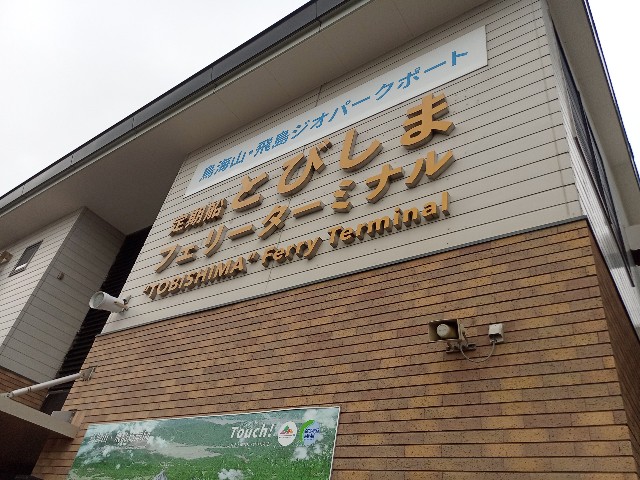 鳥海山・飛島ジオパークポート
定期船 とびしま
フェリーターミナル
"TOBISHIMA" Ferry Terminal
Touch!